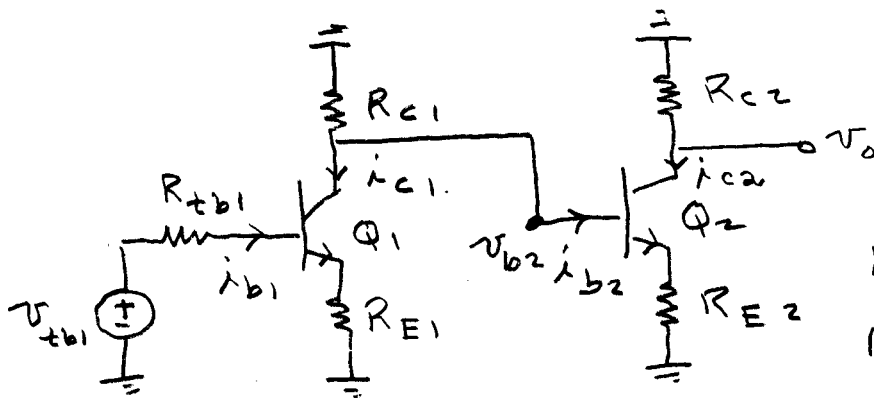 R_C1
R_C2
v_o
i_c1.
i_c2
R_tb1
Q_1
Q_2
v_b2
i_b1
i_b2
v_tb1
+
-
R_E1
R_E2